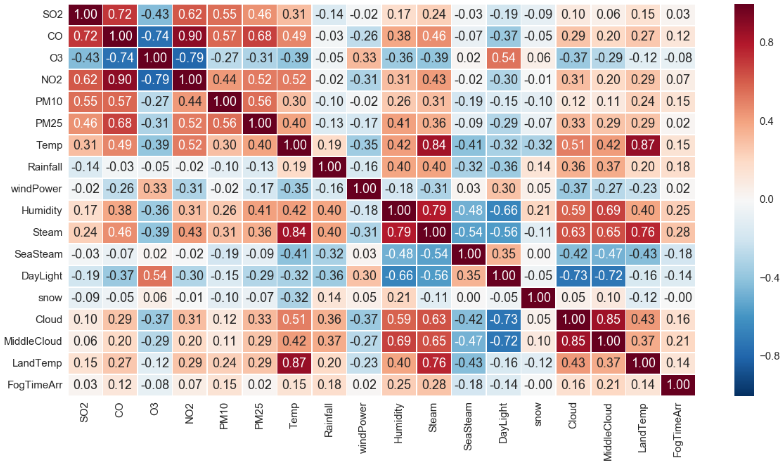 SO2 1.00 0.72 -0.43 0.62 0.55 0.46 0.31 -0.14 -0.02 0.17 0.24 -0.03 -0.19 -0.09 0.10 0.06 0.15 0.03
CO 0.72 1.00 -0.74 0.90 0.57 0.68 0.49 -0.03 -0.26 0.38 0.46 -0.07 -0.37 -0.05 0.29 0.20 0.27 0.12
O3 -0.43 -0.74 1.00 -0.79 -0.27 -0.31 -0.39 -0.05 0.33 -0.36 -0.39 0.02 0.54 0.06 -0.37 -0.29 -0.12 -0.08
NO2 0.62 0.90 -0.79 1.00 0.44 0.52 0.52 -0.02 -0.31 0.31 0.43 -0.02 -0.30 -0.01 0.31 0.20 0.29 0.07
PM10 0.55 0.57 -0.27 0.44 1.00 0.56 0.30 -0.10 -0.02 0.26 0.31 -0.19 -0.15 -0.10 0.12 0.11 0.24 0.15
PM25 0.46 0.68 -0.31 0.52 0.56 1.00 0.40 -0.13 -0.17 0.41 0.36 -0.09 -0.29 -0.07 0.33 0.29 0.29 0.02
Temp 0.31 0.49 -0.39 0.52 0.30 0.40 1.00 0.19 -0.35 0.42 0.84 -0.41 -0.32 -0.32 0.51 0.42 0.87 0.15
Rainfall -0.14 -0.03 -0.05 -0.02 -0.10 -0.13 0.19 1.00 -0.16 0.40 0.40 -0.32 -0.36 0.14 0.36 0.37 0.20 0.18
windPower -0.02 -0.26 0.33 -0.31 -0.02 -0.17 -0.35 -0.16 1.00 -0.18 -0.31 0.03 0.30 0.05 -0.37 -0.27 -0.23 0.02
Humidity 0.17 0.38 -0.36 0.31 0.26 0.41 0.42 0.40 -0.18 1.00 0.79 -0.48 -0.66 0.21 0.59 0.69 0.40 0.25
Steam 0.24 0.46 -0.39 0.43 0.31 0.36 0.84 0.40 -0.31 0.79 1.00 -0.54 -0.56 -0.11 0.63 0.65 0.76 0.28
SeaSteam -0.03 -0.07 0.02 -0.02 -0.19 -0.09 -0.41 -0.32 0.03 -0.48 -0.54 1.00 0.35 0.00 -0.42 -0.47 -0.43 -0.18
DayLight -0.19 -0.37 0.54 -0.30 -0.15 -0.29 -0.32 -0.36 0.30 -0.66 -0.56 0.35 1.00 -0.05 -0.73 -0.72 -0.16 -0.14
snow -0.09 -0.05 0.06 -0.01 -0.10 -0.07 -0.32 0.14 0.05 0.21 -0.11 0.00 -0.05 1.00 0.05 0.10 -0.12 -0.00
Cloud 0.10 0.29 -0.37 0.31 0.12 0.33 0.51 0.36 -0.37 0.59 0.63 -0.42 -0.73 0.05 1.00 0.85 0.43 0.16
MiddleCloud 0.06 0.20 -0.29 0.20 0.11 0.29 0.42 0.37 -0.27 0.69 0.65 -0.47 -0.72 0.10 0.85 1.00 0.37 0.21
LandTemp 0.15 0.27 -0.12 0.29 0.24 0.29 0.87 0.20 -0.23 0.40 0.76 -0.43 -0.16 -0.12 0.43 0.37 1.00 0.14
FogTimeArr 0.03 0.12 -0.08 0.07 0.15 0.02 0.15 0.18 0.02 0.25 0.28 -0.18 -0.14 -0.00 0.16 0.21 0.14 1.00
SO2 CO O3 NO2 PM10 PM25 Temp Rainfall windPower Humidity Steam SeaSteam DayLight snow Cloud MiddleCloud LandTemp FogTimeArr
0.8
0.4
0.0
-0.4
-0.8